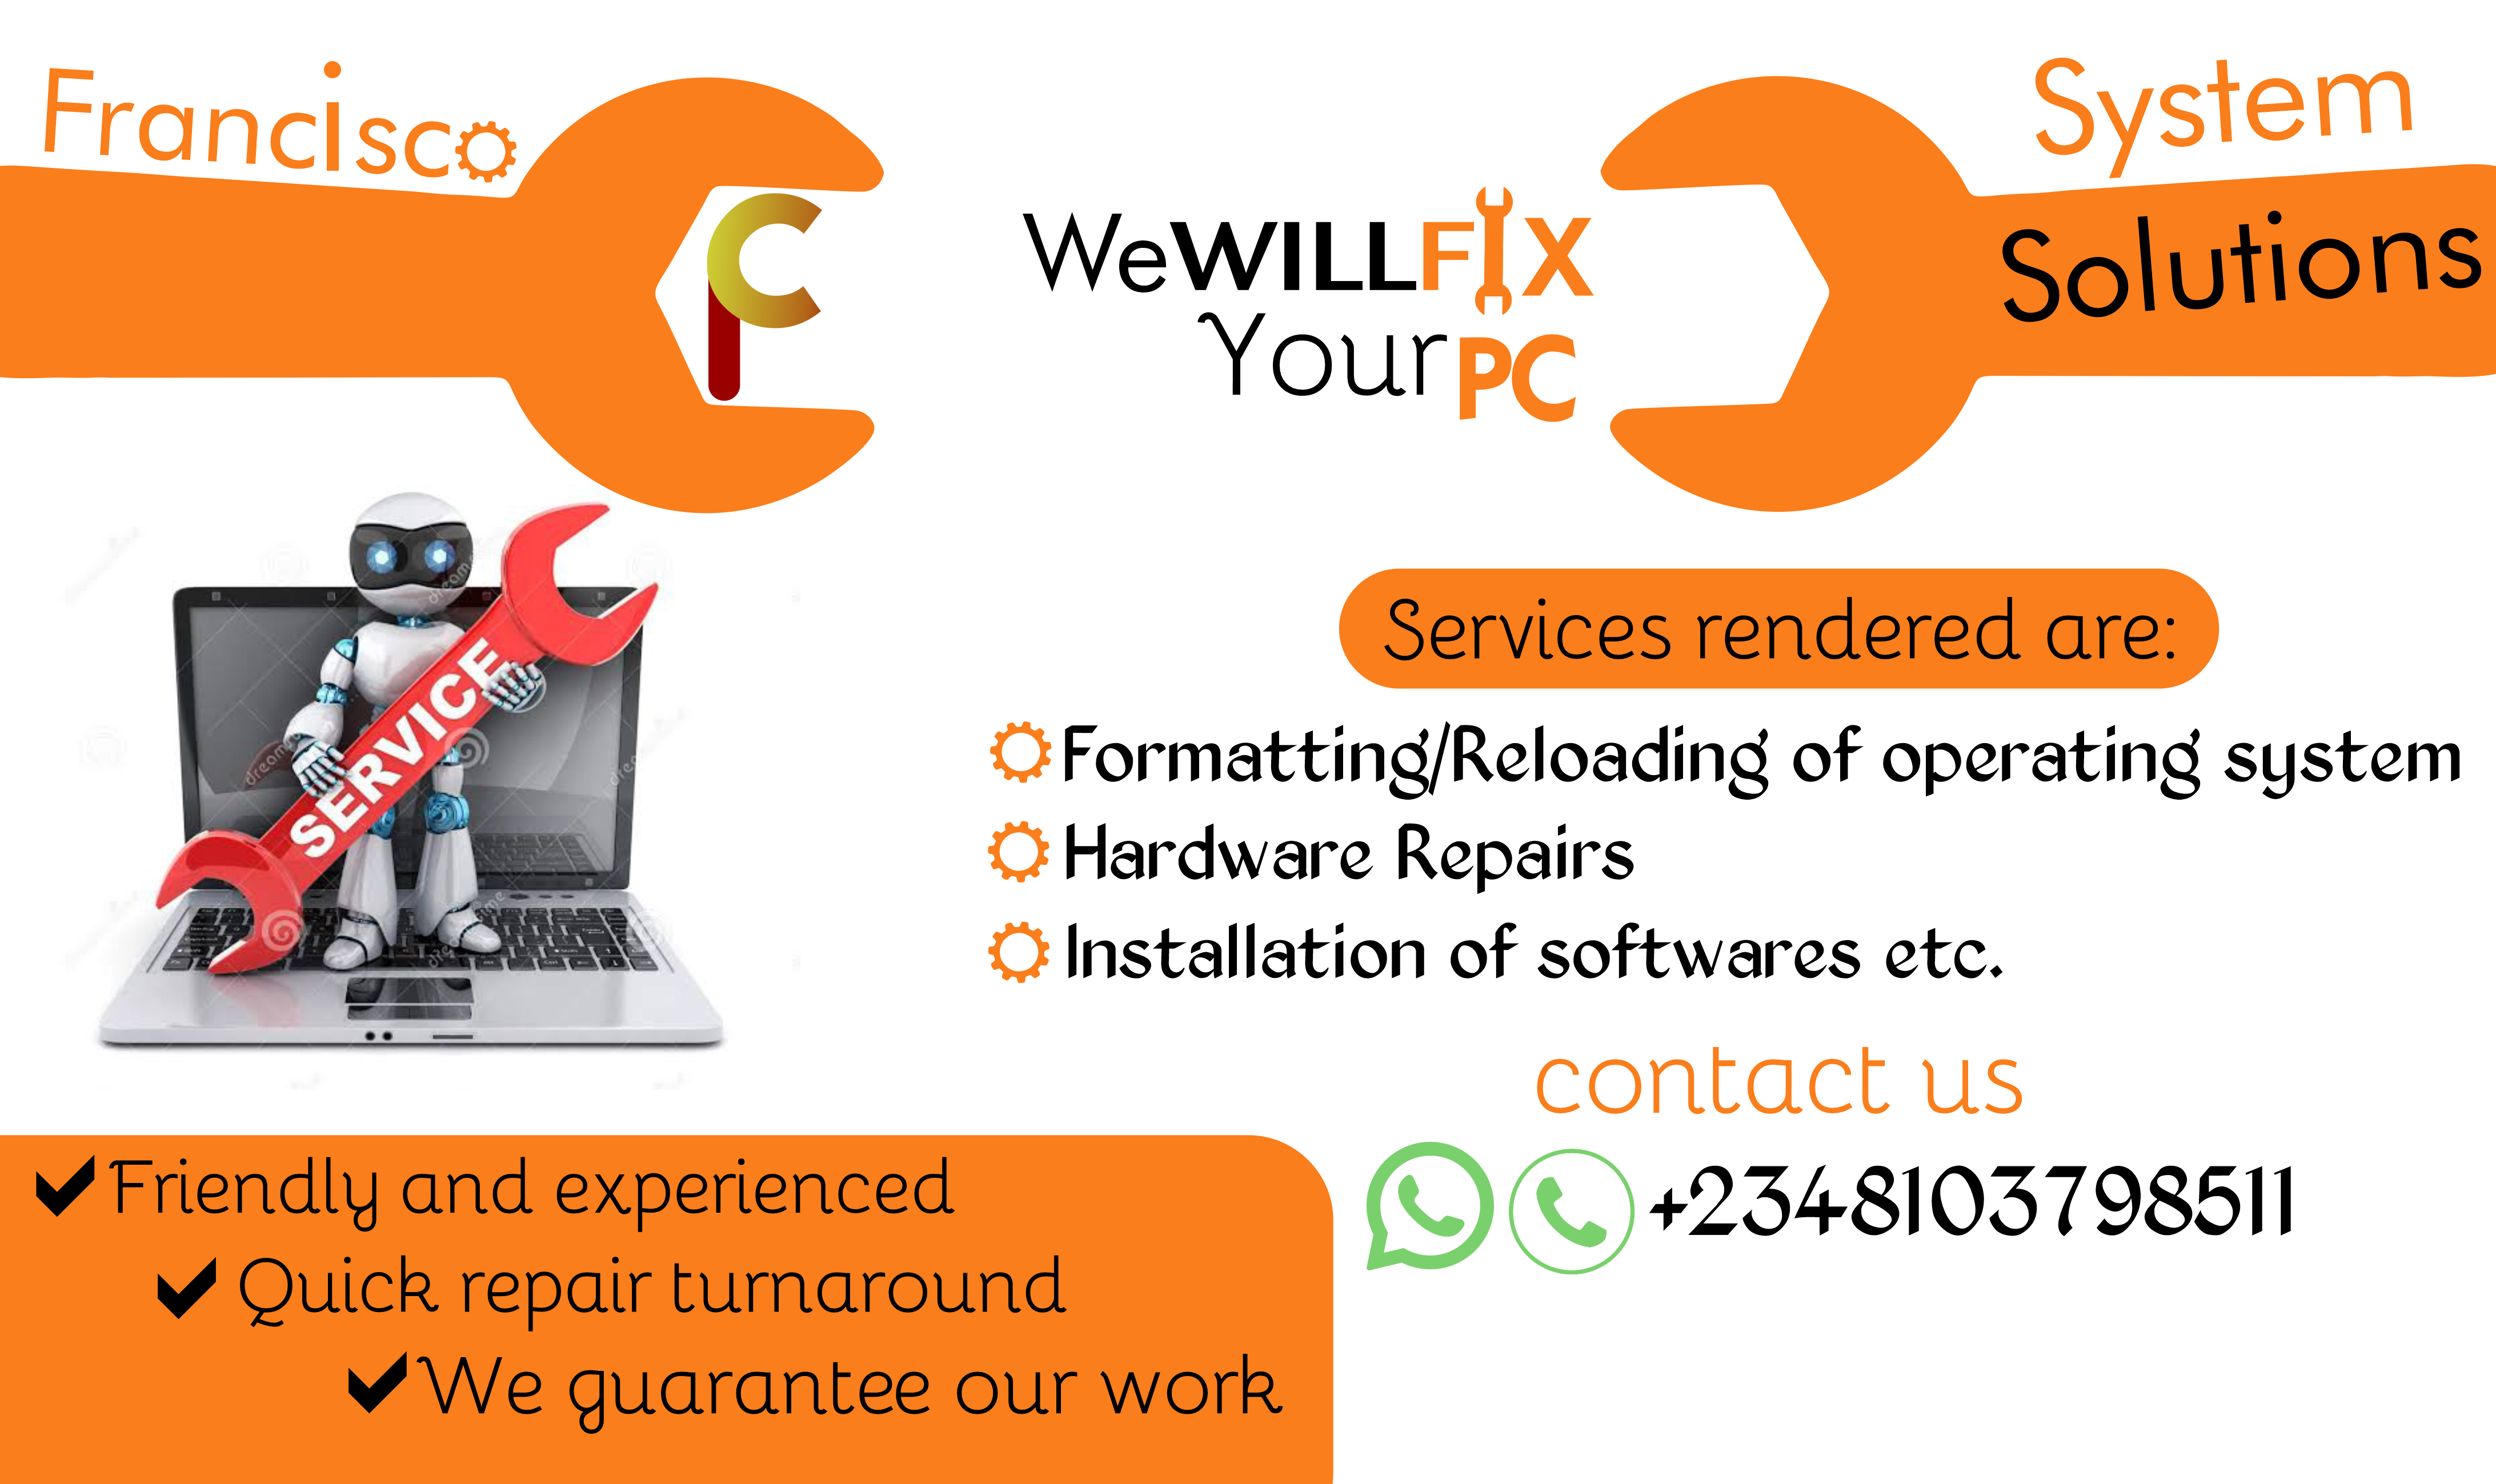 Francisco
System
Solutions
PC
WeWILLFIX
YourPC
SERVICE
Services rendered are:
Formatting/Reloading of operating system
Hardware Repairs
Installation of softwares etc.
contact us
+2348103798511
Friendly and experienced
Quick repair turnaround
We guarantee our work